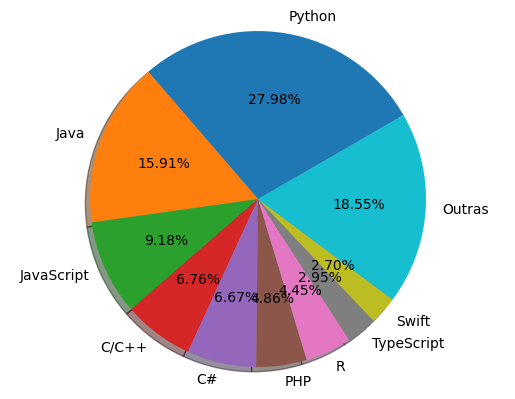 Python
27.98%
Java
15.91%
Outras
18.55%
JavaScript
9.18%
C/C++
6.76%
C#
6.67%
PHP
4.86%
R
4.45%
TypeScript
2.95%
Swift
2.70%